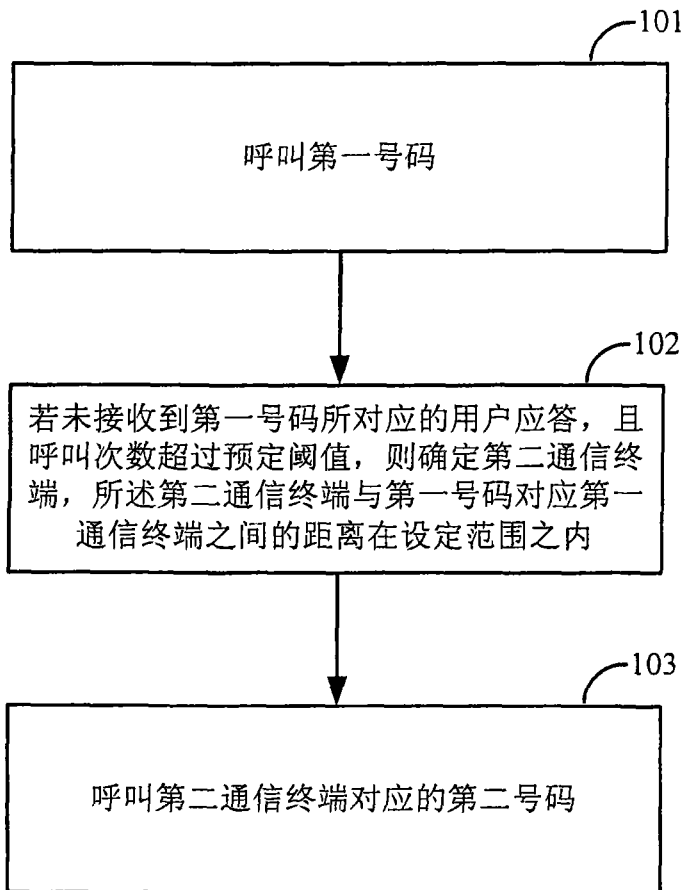 101
呼叫第一号码
102
若未接收到第一号码所对应的用户应答，且
呼叫次数超过预定阈值，则确定第二通信终
端，所述第二通信终端与第一号码对应第一
通信终端之间的距离在设定范围之内
103
呼叫第二通信终端对应的第二号码